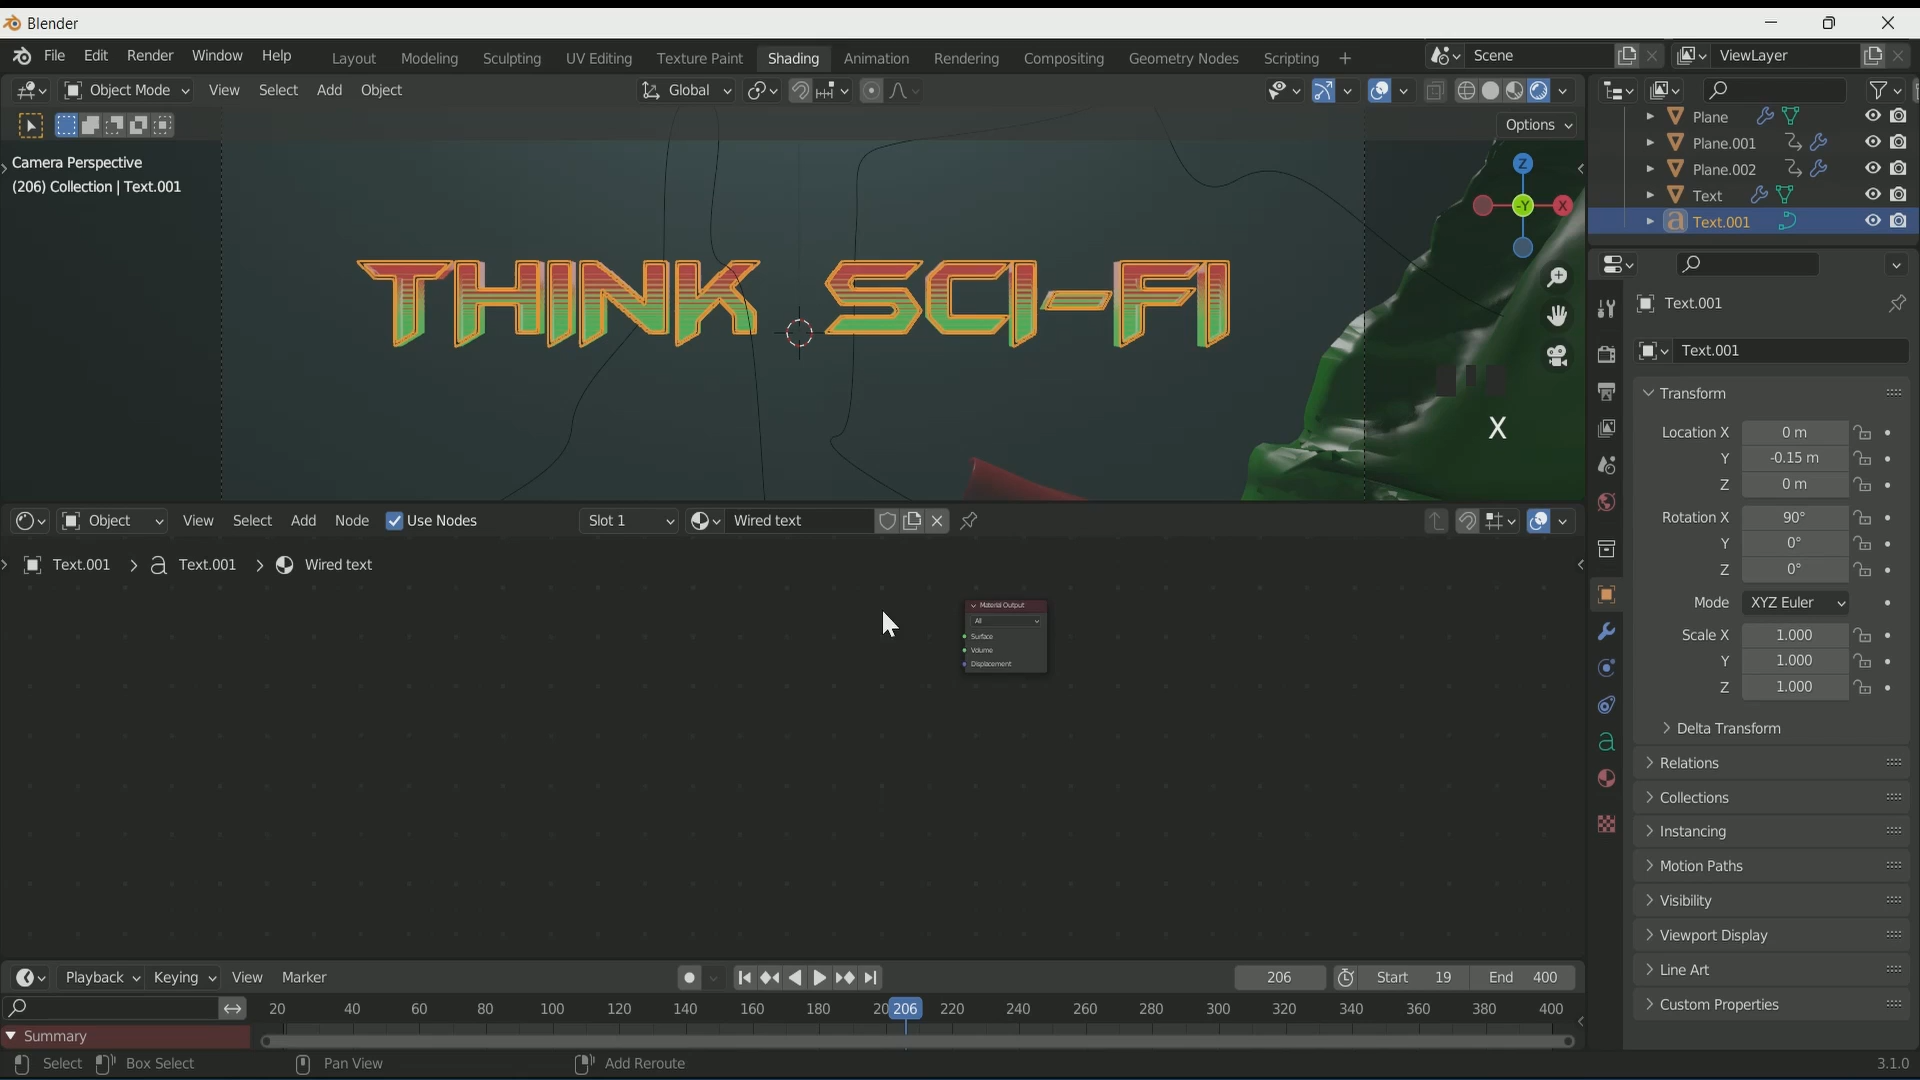 Blender
File Edit Render Window Help
Layout Modeling Sculpting UV Editing Texture Paint Shading Animation Rendering Compositing Geometry Nodes Scripting +
Scene
ViewLayer
Object Mode View Select Add Object
Global
Options
Camera Perspective
(206) Collection | Text.001
THINK SCI-FI
Z
-Y
X
X
Plane
Plane.001
Plane.002
Text
Text.001
Text.001
Text.001
Transform
Location X 0 m
Y -0.15 m
Z 0 m
Rotation X 90°
Y 0°
Z 0°
Mode XYZ Euler
Scale X 1.000
Y 1.000
Z 1.000
Delta Transform
Relations
Collections
Instancing
Motion Paths
Visibility
Viewport Display
Line Art
Custom Properties
Object View Select Add Node Use Nodes Slot 1 Wired text
Text.001 > Text.001 > Wired text
Material Output
All
Surface
Volume
Displacement
Playback Keying View Marker
206 Start 19 End 400
20 40 60 80 100 120 140 160 180 20 206 220 240 260 280 300 320 340 360 380 400
Summary
Select Box Select Pan View Add Reroute 3.1.0